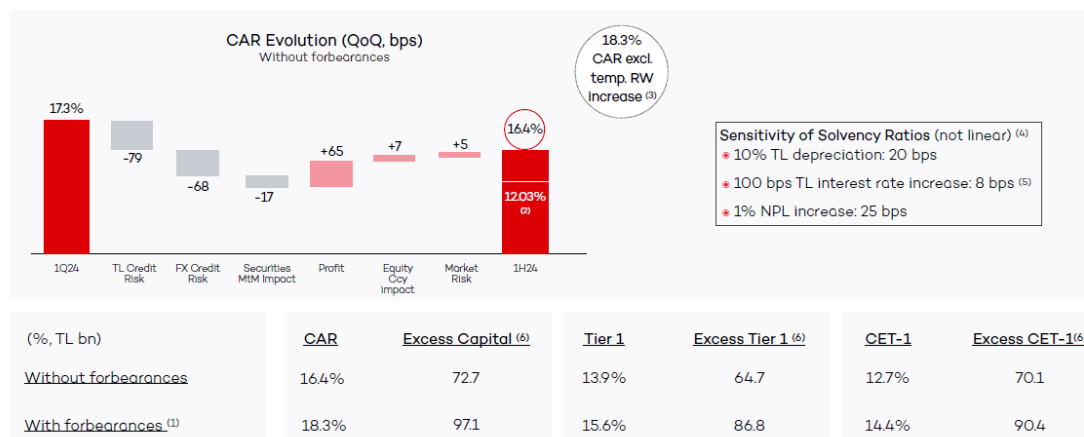 CAR Evolution (QoQ, bps)
Without forbearances
18.3%
CAR excl.
temp. RW
increase (3)
17.3%
-79
-68
-17
+65
+7
+5
16.4%
12.03%
(2)
1Q24
TL Credit
Risk
FX Credit
Risk
Securities
MtM Impact
Profit
Equity
Ccy
impact
Market
Risk
1H24
Sensitivity of Solvency Ratios (not linear) (4)
10% TL depreciation: 20 bps
100 bps TL interest rate increase: 8 bps (5)
1% NPL increase: 25 bps
(%, TL bn) CAR Excess Capital (6) Tier 1 Excess Tier 1 (6) CET-1 Excess CET-1(6
Without forbearances 16.4% 72.7 13.9% 64.7 12.7% 70.1
With forbearances (1) 18.3% 97.1 15.6% 86.8 14.4% 90.4